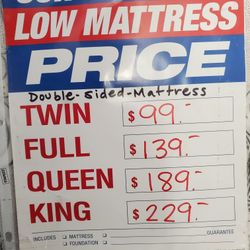 LOW MATTRESS
PRICE
Double-Sided-Mattress
TWIN $ 99.-
FULL $ 139.-
QUEEN $ 189.-
KING $ 229.-
INCLUDES □ MATTRESS □ GUARANTEE
□ FOUNDATION □